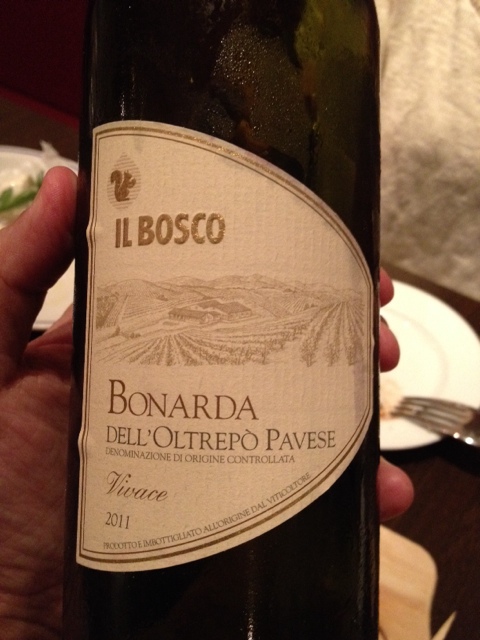 IL BOSCO
BONARDA
DELL'OLTREPÒ PAVESE
DENOMINAZIONE DI ORIGINE CONTROLLATA
Vivace
2011
PRODOTTO E IMBOTTIGLIATO ALL'ORIGINE DAL VITICOLTORE